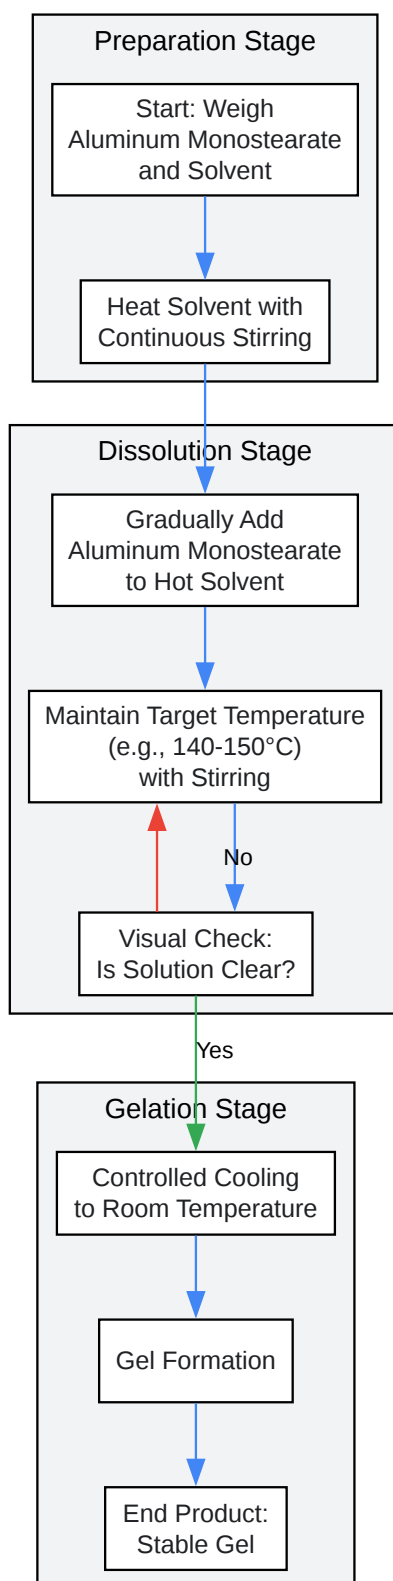 Preparation Stage
Start: Weigh
Aluminum Monostearate
and Solvent
Heat Solvent with
Continuous Stirring
Dissolution Stage
Gradually Add
Aluminum Monostearate
to Hot Solvent
Maintain Target Temperature
(e.g., 140-150°C)
with Stirring
No
Visual Check:
Is Solution Clear?
Yes
Gelation Stage
Controlled Cooling
to Room Temperature
Gel Formation
End Product:
Stable Gel